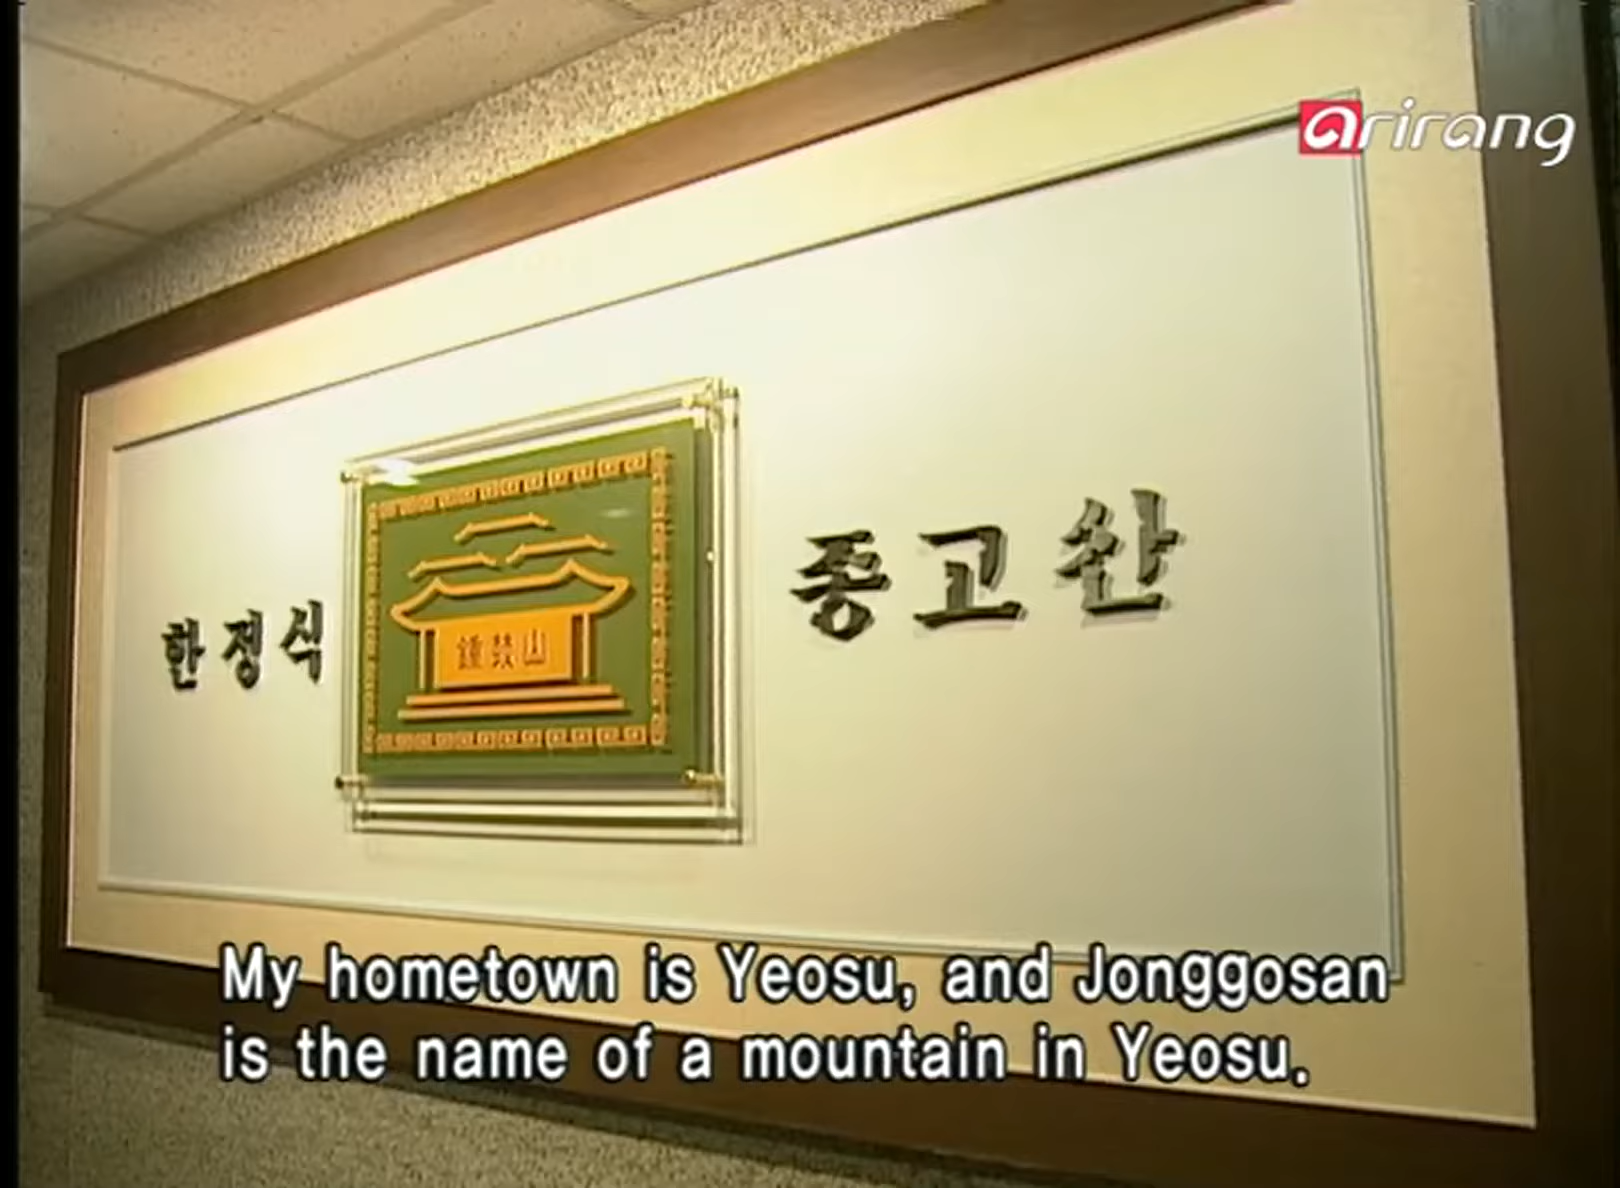 arirang
한정식
鍾鼓山
종고산
My hometown is Yeosu, and Jonggosan
is the name of a mountain in Yeosu.